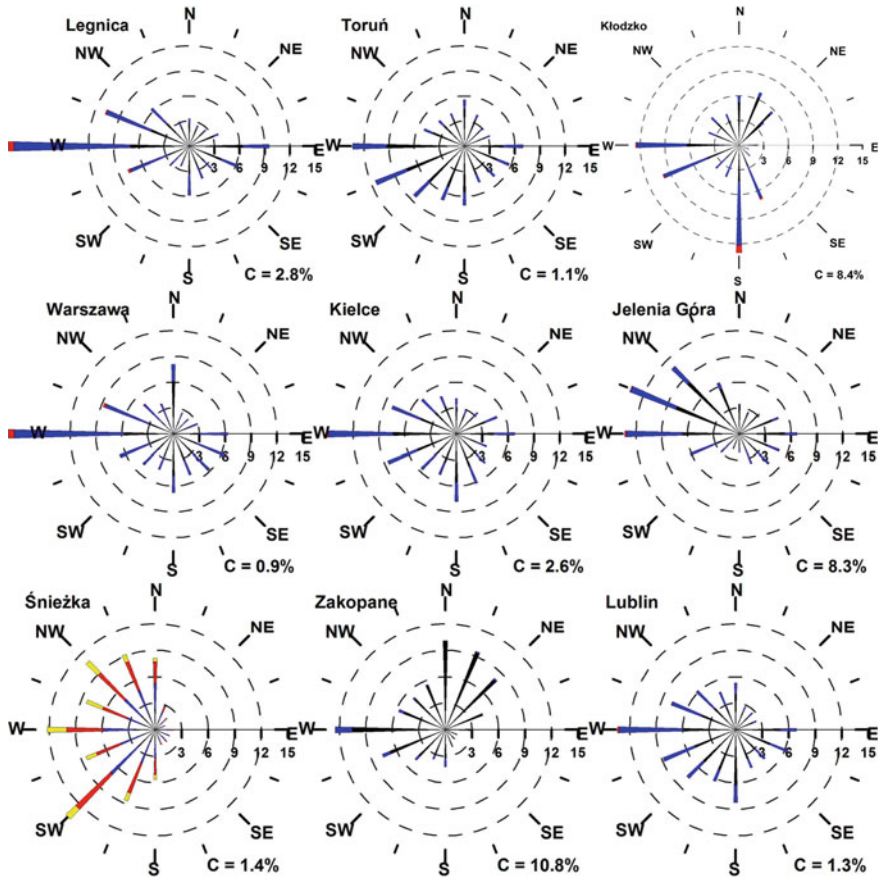 Legnica
N
NW
NE
W
E
3 6 9 12 15
SW
SE
S
C = 2.8%
Toruń
N
NW
NE
W
E
3 6 9 12 15
SW
SE
S
C = 1.1%
Kłodzko
N
NW
NE
W
E
3 6 9 12 15
SW
SE
S
C = 8.4%
Warszawa
N
NW
NE
W
E
3 6 9 12 15
SW
SE
S
C = 0.9%
Kielce
N
NW
NE
W
E
3 6 9 12 15
SW
SE
S
C = 2.6%
Jelenia Góra
N
NW
NE
W
E
3 6 9 12 15
SW
SE
S
C = 8.3%
Śnieżka
N
NW
NE
W
E
3 6 9 12 15
SW
SE
S
C = 1.4%
Zakopane
N
NW
NE
W
E
3 6 9 12 15
SW
SE
S
C = 10.8%
Lublin
N
NW
NE
W
E
3 6 9 12 15
SW
SE
S
C = 1.3%